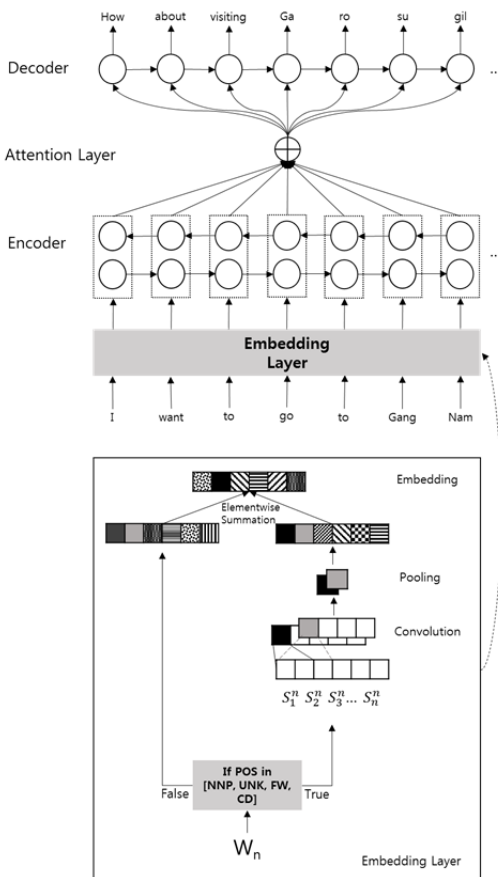 How about visiting Ga ro su gil
Decoder ...
Attention Layer
Encoder ...
Embedding
Layer
I want to go to Gang Nam
Embedding
Elementwise
Summation
Pooling
Convolution
S₁ⁿ S₂ⁿ S₃ⁿ... Sₙⁿ
If POS in
[NNP, UNK, FW,
CD]
False True
Wₙ
Embedding Layer